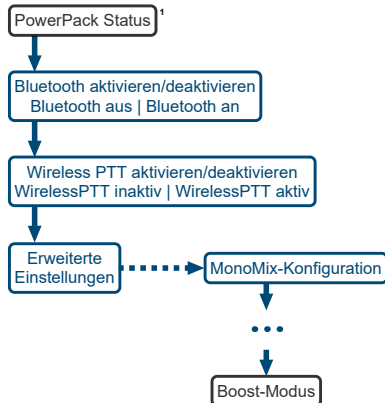 PowerPack Status ¹
Bluetooth aktivieren/deaktivieren
Bluetooth aus | Bluetooth an
Wireless PTT aktivieren/deaktivieren
WirelessPTT inaktiv | WirelessPTT aktiv
Erweiterte
Einstellungen
MonoMix-Konfiguration
•••
Boost-Modus